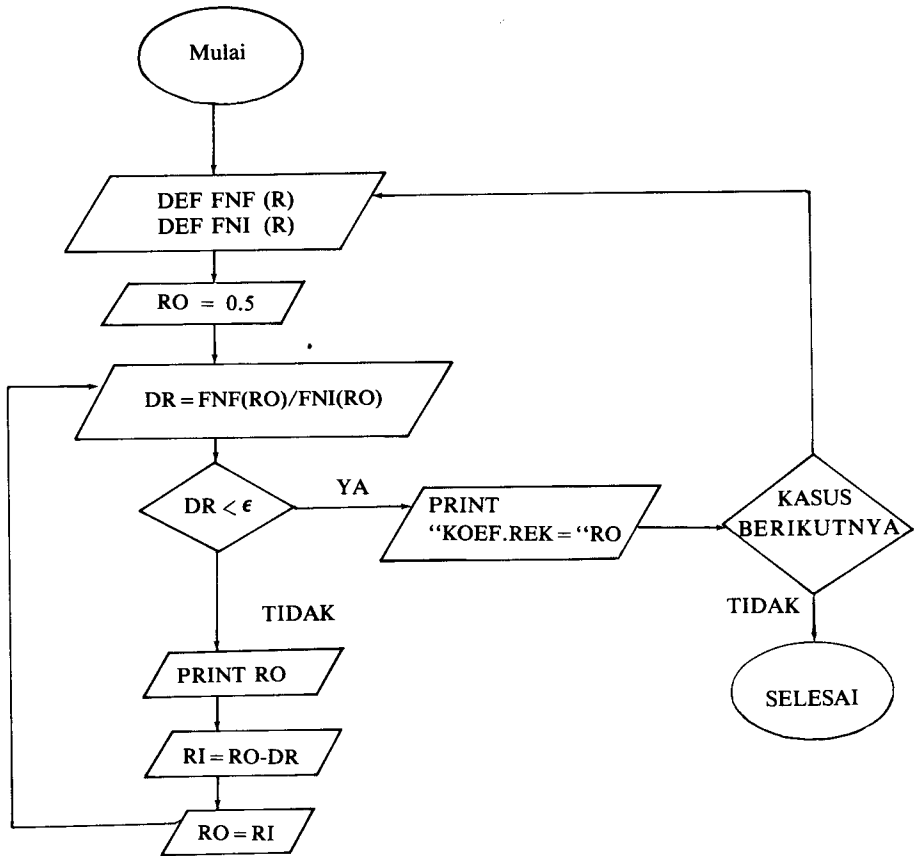 Mulai
DEF FNF (R)
DEF FNI (R)
RO = 0.5
DR = FNF(RO)/FNI(RO)
DR < ϵ
YA
PRINT
“KOEF.REK = “RO
KASUS
BERIKUTNYA
TIDAK
TIDAK
SELESAI
PRINT RO
RI = RO-DR
RO = RI